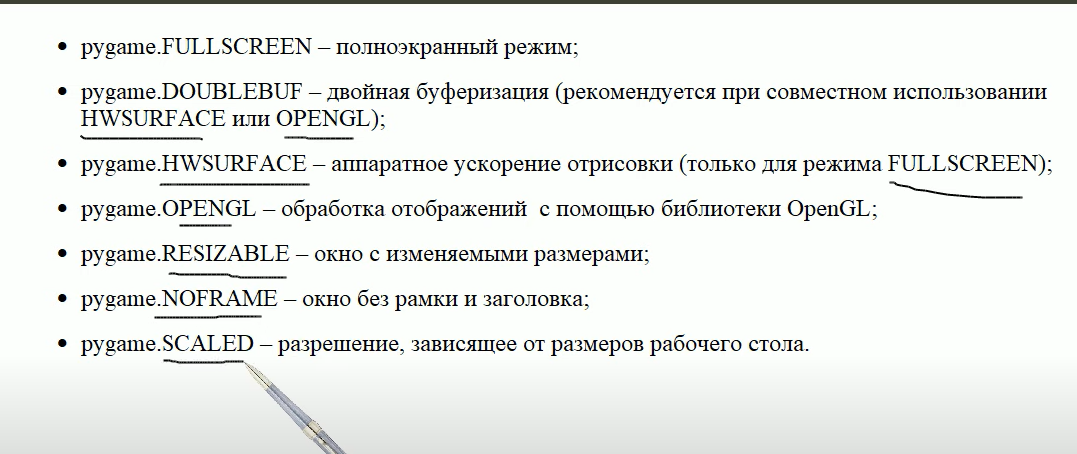 • pygame.FULLSCREEN – полноэкранный режим;
• pygame.DOUBLEBUF – двойная буферизация (рекомендуется при совместном использовании
HWSURFACE или OPENGL);
• pygame.HWSURFACE – аппаратное ускорение отрисовки (только для режима FULLSCREEN);
• pygame.OPENGL – обработка отображений с помощью библиотеки OpenGL;
• pygame.RESIZABLE – окно с изменяемыми размерами;
• pygame.NOFRAME – окно без рамки и заголовка;
• pygame.SCALED – разрешение, зависящее от размеров рабочего стола.